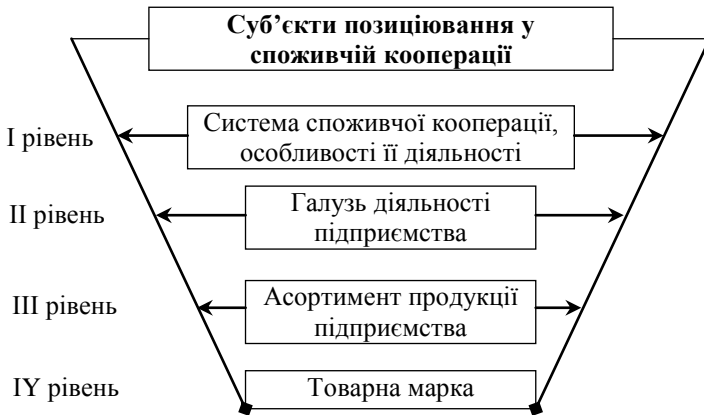 Суб’єкти позиціювання у
споживчій кооперації
І рівень
Система споживчої кооперації,
особливості її діяльності
ІІ рівень
Галузь діяльності
підприємства
ІІІ рівень
Асортимент продукції
підприємства
ІY рівень
Товарна марка